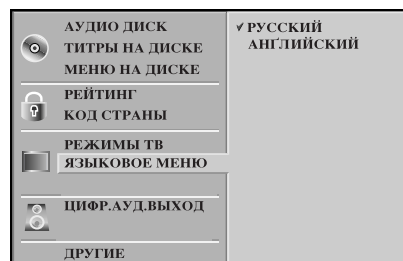 АУДИО ДИСК
ТИТРЫ НА ДИСКЕ
МЕНЮ НА ДИСКЕ
РЕЙТИНГ
КОД СТРАНЫ
РЕЖИМЫ ТВ
ЯЗЫКОВОЕ МЕНЮ
ЦИФР.АУД.ВЫХОД
ДРУГИЕ
✓ РУССКИЙ
АНГЛИЙСКИЙ